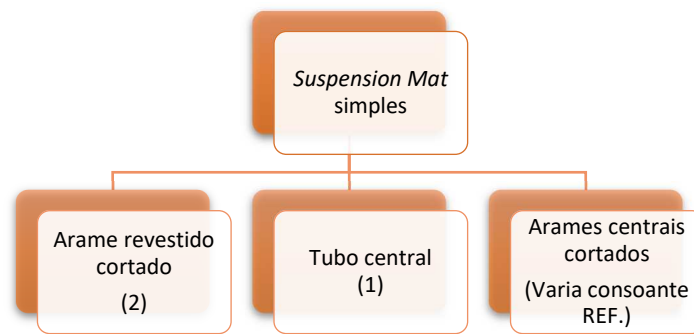 Suspension Mat
simples
Arame revestido
cortado
(2)
Tubo central
(1)
Arames centrais
cortados
(Varia consoante
REF.)